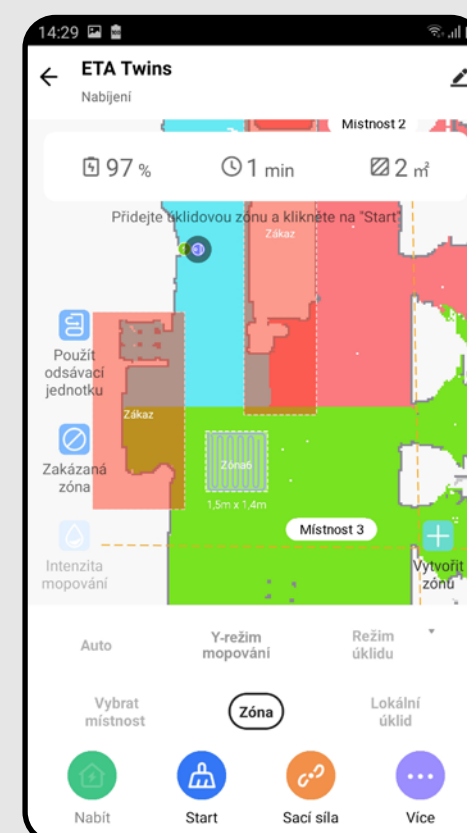 14:29
ETA Twins
Nabíjení
Místnost 2
97 %
1 min
2 m²
Přidejte úklidovou zónu a klikněte na "Start"
Zákaz
Použít
odsávací
jednotku
Zákaz
Zakázaná
zóna
Zóna6
1,5m x 1,4m
Místnost 3
Intenzita
mopování
Vytvořit
zónu
Auto
Y-režim
mopování
Režim
úklidu
Vybrat
místnost
Zóna
Lokální
úklid
Nabít
Start
Sací síla
Více